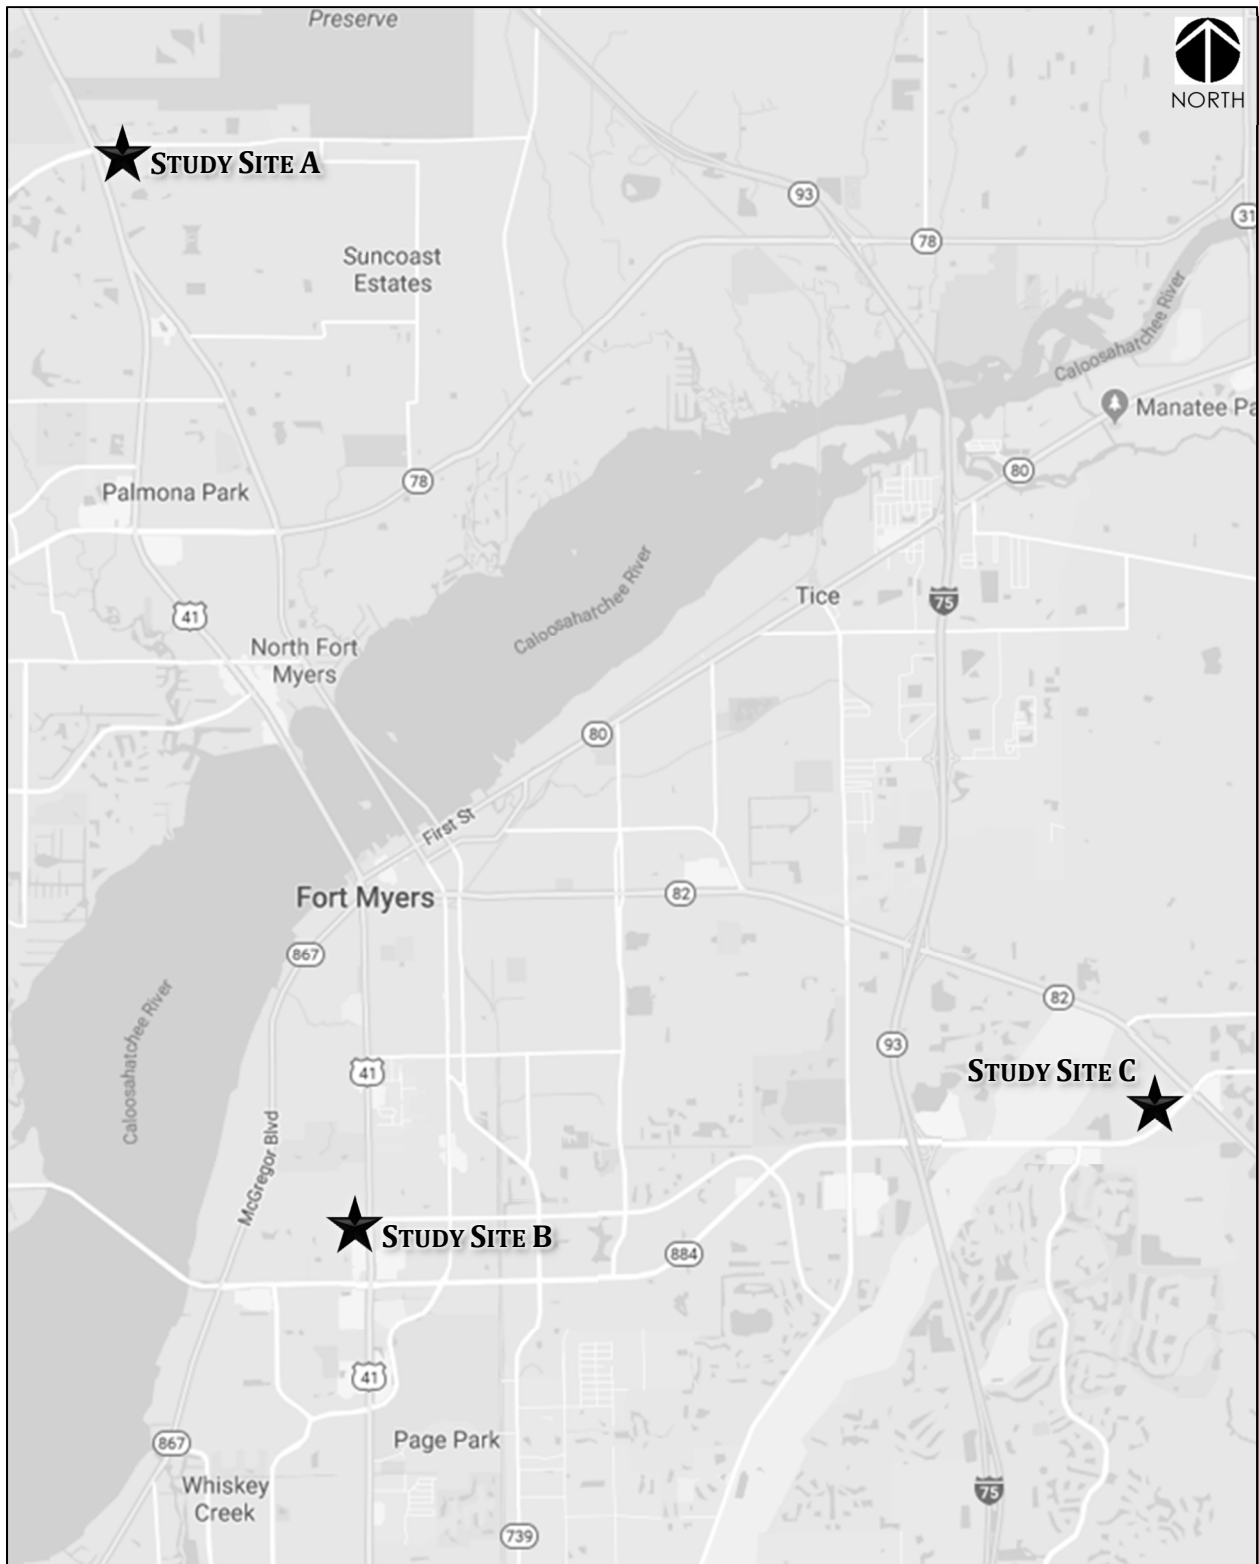 Preserve
NORTH
STUDY SITE A
93
78
31
Suncoast
Estates
Caloosahatchee River
Manatee Pa
80
78
Palmona Park
Caloosahatchee River
Tice
75
41
North Fort
Myers
80
First St
Fort Myers
82
867
82
Caloosahatchee River
93
41
STUDY SITE C
McGregor Blvd
STUDY SITE B
884
41
Page Park
867
Whiskey
Creek
75
739